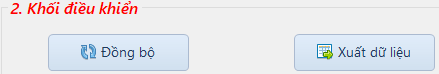 2. Khối điều khiển
Đồng bộ
Xuất dữ liệu